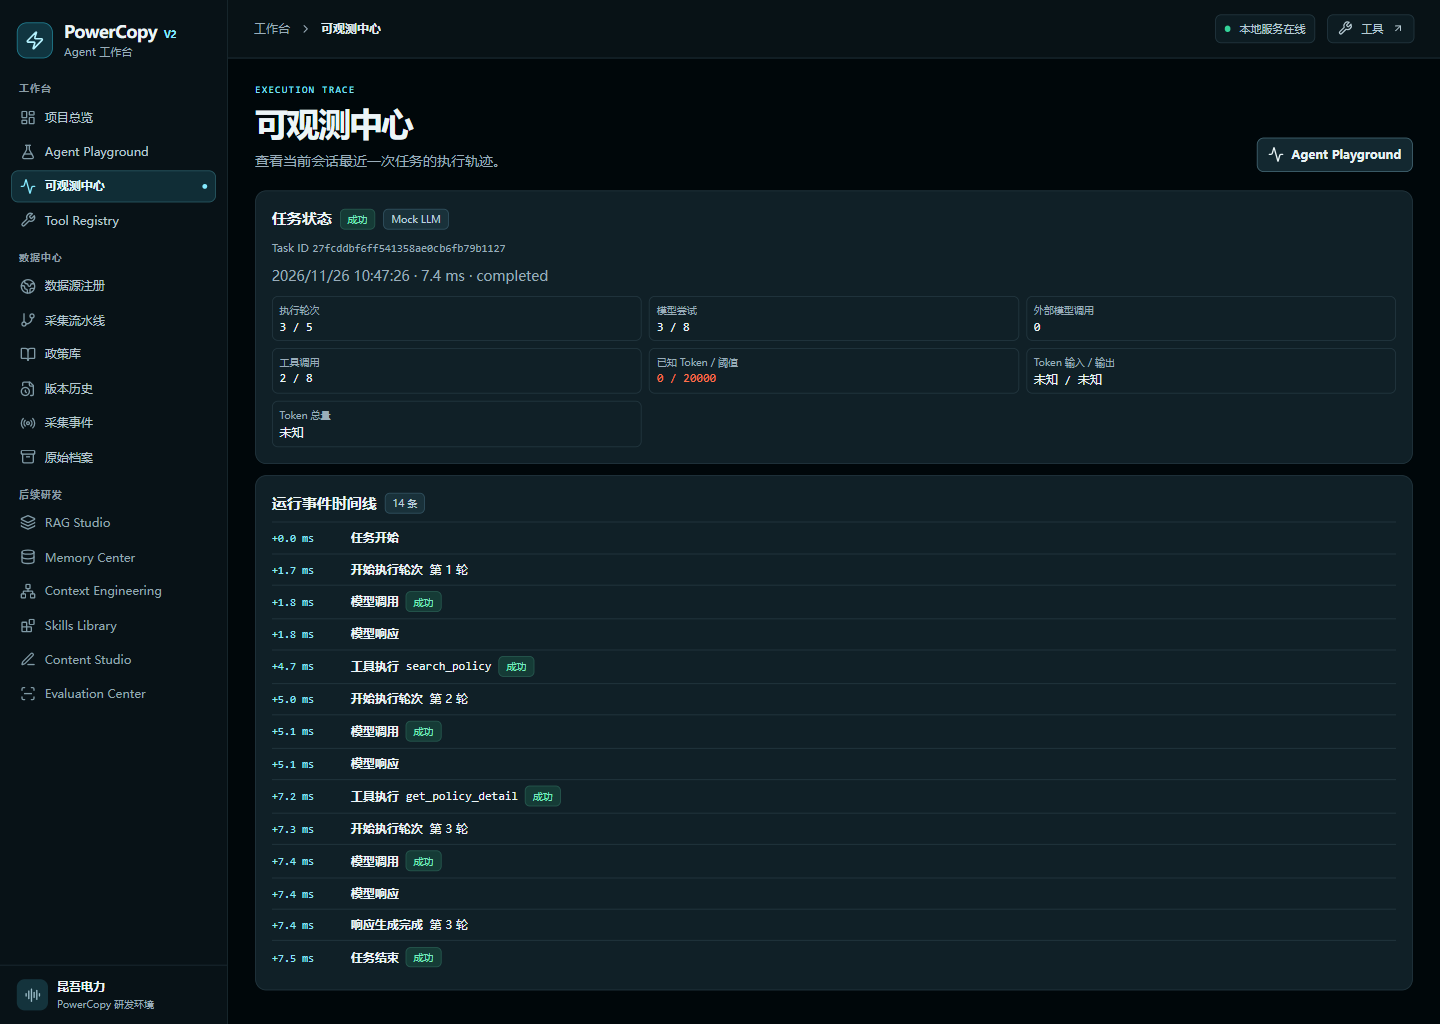 PowerCopy V2
Agent 工作台
工作台
项目总览
Agent Playground
可观测中心
Tool Registry
数据中心
数据源注册
采集流水线
政策库
版本历史
采集事件
原始档案
后续研发
RAG Studio
Memory Center
Context Engineering
Skills Library
Content Studio
Evaluation Center
昆吾电力
PowerCopy 研发环境
工作台 > 可观测中心
本地服务在线
工具
EXECUTION TRACE
可观测中心
查看当前会话最近一次任务的执行轨迹。
Agent Playground
任务状态 成功 Mock LLM
Task ID 27fcddbf6ff541358ae0cb6fb79b1127
2026/11/26 10:47:26 · 7.4 ms · completed
执行轮次
3 / 5
模型尝试
3 / 8
外部模型调用
0
工具调用
2 / 8
已知 Token / 阈值
0 / 20000
Token 输入 / 输出
未知 / 未知
Token 总量
未知
运行事件时间线 14 条
+0.0 ms 任务开始
+1.7 ms 开始执行轮次 第 1 轮
+1.8 ms 模型调用 成功
+1.8 ms 模型响应
+4.7 ms 工具执行 search_policy 成功
+5.0 ms 开始执行轮次 第 2 轮
+5.1 ms 模型调用 成功
+5.1 ms 模型响应
+7.2 ms 工具执行 get_policy_detail 成功
+7.3 ms 开始执行轮次 第 3 轮
+7.4 ms 模型调用 成功
+7.4 ms 模型响应
+7.4 ms 响应生成完成 第 3 轮
+7.5 ms 任务结束 成功